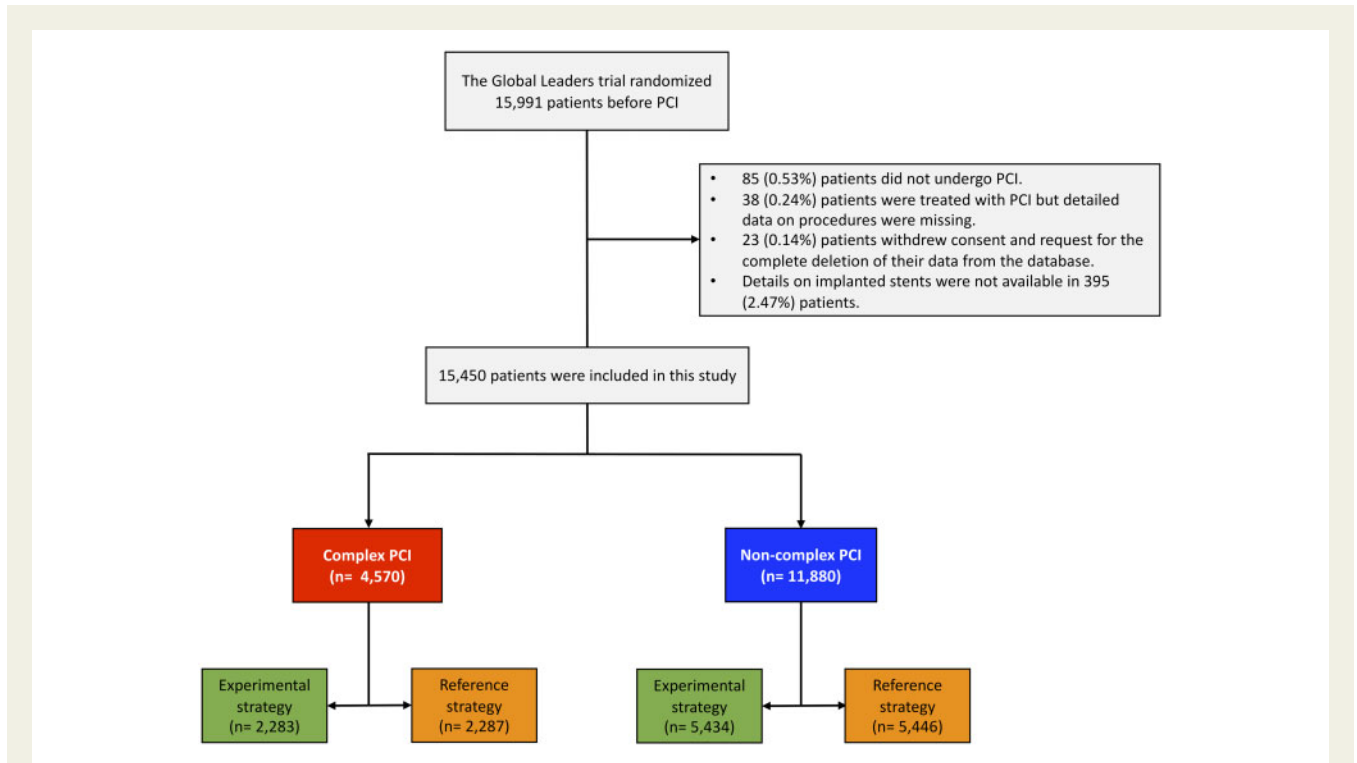 The Global Leaders trial randomized
15,991 patients before PCI
• 85 (0.53%) patients did not undergo PCI.
• 38 (0.24%) patients were treated with PCI but detailed
data on procedures were missing.
• 23 (0.14%) patients withdrew consent and request for the
complete deletion of their data from the database.
• Details on implanted stents were not available in 395
(2.47%) patients.
15,450 patients were included in this study
Complex PCI
(n= 4,570)
Non-complex PCI
(n= 11,880)
Experimental
strategy
(n= 2,283)
Reference
strategy
(n= 2,287)
Experimental
strategy
(n= 5,434)
Reference
strategy
(n= 5,446)